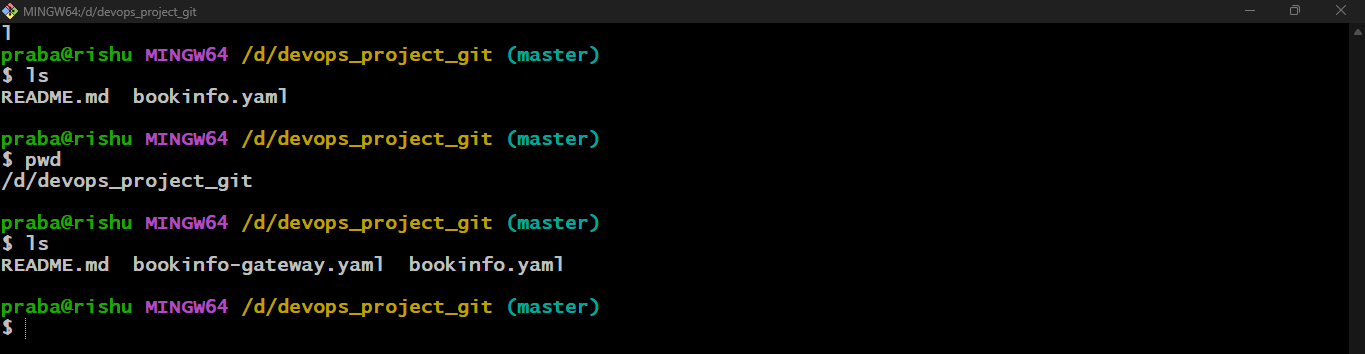 MINGW64:/d/devops_project_git
l
praba@rishu MINGW64 /d/devops_project_git (master)
$ ls
README.md  bookinfo.yaml
praba@rishu MINGW64 /d/devops_project_git (master)
$ pwd
/d/devops_project_git
praba@rishu MINGW64 /d/devops_project_git (master)
$ ls
README.md  bookinfo-gateway.yaml  bookinfo.yaml
praba@rishu MINGW64 /d/devops_project_git (master)
$